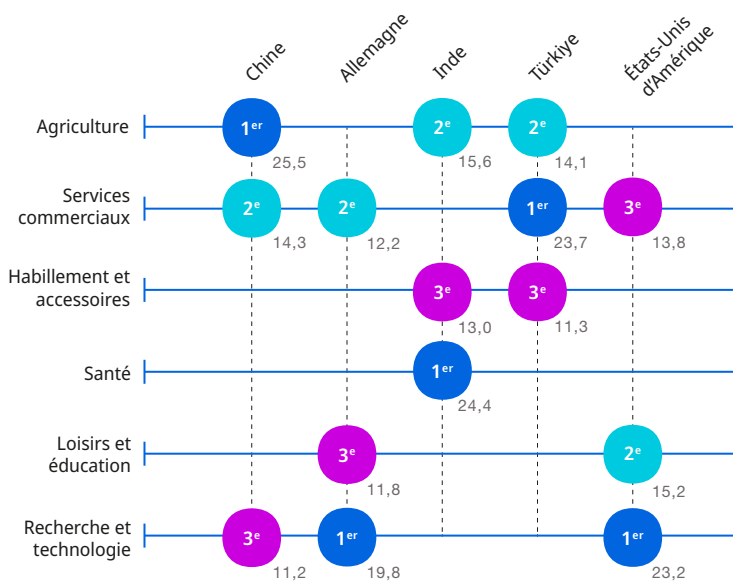 Chine
Allemagne
Inde
Türkiye
États-Unis
d'Amérique
Agriculture
1er
2e
2e
25,5
15,6
14,1
Services
commerciaux
2e
2e
1er
3e
14,3
12,2
23,7
13,8
Habillement et
accessoires
3e
3e
13,0
11,3
Santé
1er
24,4
Loisirs et
éducation
3e
2e
11,8
15,2
Recherche et
technologie
3e
1er
1er
11,2
19,8
23,2